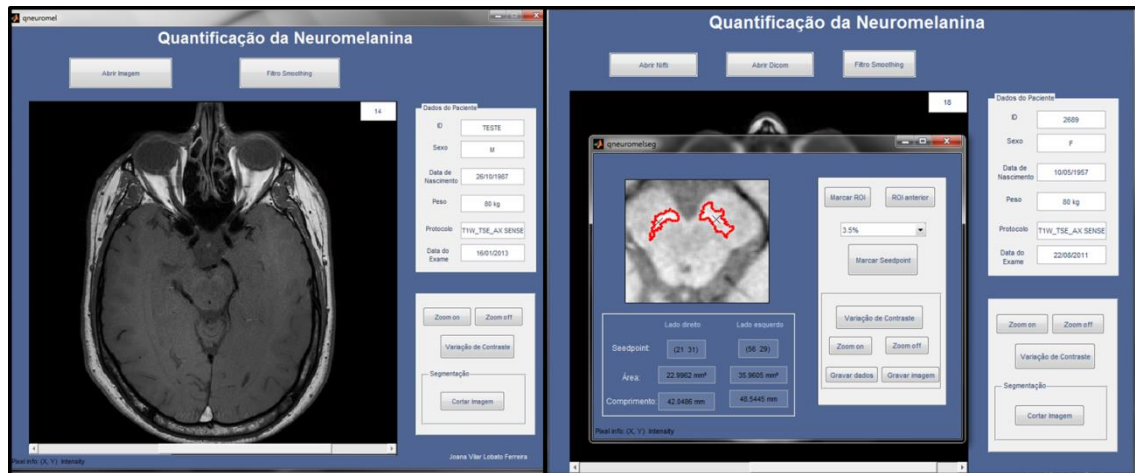 qneuromel
Quantificação da Neuromelanina
Abrir Imagem
Filtro Smoothing
14
Dados do Paciente
ID
TESTE
Sexo
M
Data de
Nascimento
26/10/1987
Peso
80 kg
Protocolo
T1W_TSE_AX SENSE
Data do
Exame
16/01/2013
Zoom on
Zoom off
Variação de Contraste
Segmentação
Cortar Imagem
Pixel info: (X, Y) Intensity
Joana Vilar Lobato Ferreira
Quantificação da Neuromelanina
Abrir Nifti
Abrir Dicom
Filtro Smoothing
18
Dados do Paciente
ID
2689
Sexo
F
Data de
Nascimento
10/05/1957
Peso
80 kg
Protocolo
T1W_TSE_AX SENSE
Data do
Exame
22/08/2011
Zoom on
Zoom off
Variação de Contraste
Segmentação
Cortar Imagem
qneuromelseg
Marcar ROI
ROI anterior
3.5%
Marcar Seedpoint
Variação de Contraste
Zoom on
Zoom off
Gravar dados
Gravar imagem
Lado direito
Lado esquerdo
Seedpoint:
(21 31)
(56 29)
Área:
22.9862 mm²
35.9605 mm²
Comprimento:
42.0486 mm
48.5445 mm
Pixel info: (X, Y) Intensity